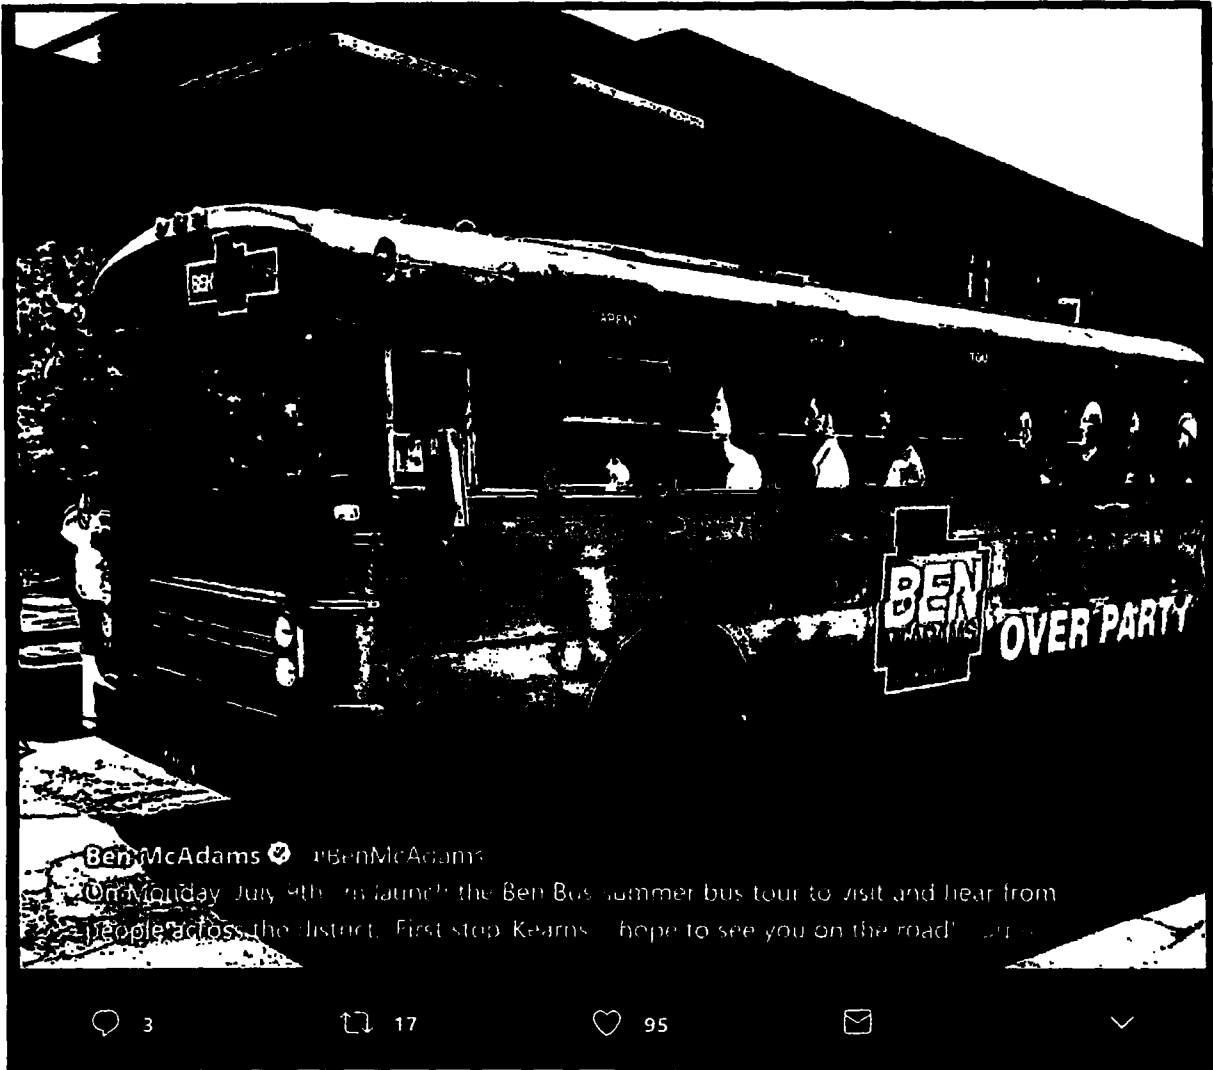 BEN
BEN
OVER PARTY
Ben McAdams
@BenMcAdams
On Monday July 9th launch the Ben Bus summer bus tour to visit and hear from
people across the district. First stop Kearns hope to see you on the road!
3 17 95